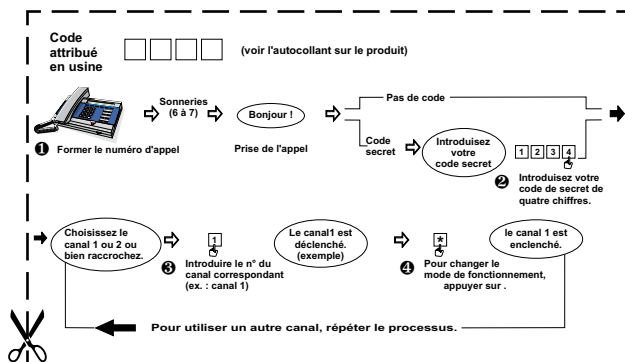 Code
attribué
en usine
(voir l'autocollant sur le produit)
Sonneries
(6 à 7)
Bonjour !
Pas de code
Code
secret
Introduisez
votre
code secret
1 2 3 4
❶ Former le numéro d'appel
Prise de l'appel
❷ Introduisez votre
code de secret de
quatre chiffres.
Choisissez le
canal 1 ou 2 ou
bien raccrochez.
1
❸ Introduire le n° du
canal correspondant
(ex. : canal 1)
Le canal1 est
déclenché.
(exemple)
*
❹ Pour changer le
mode de fonctionnement,
appuyer sur .
le canal 1 est
enclenché.
Pour utiliser un autre canal, répéter le processus.